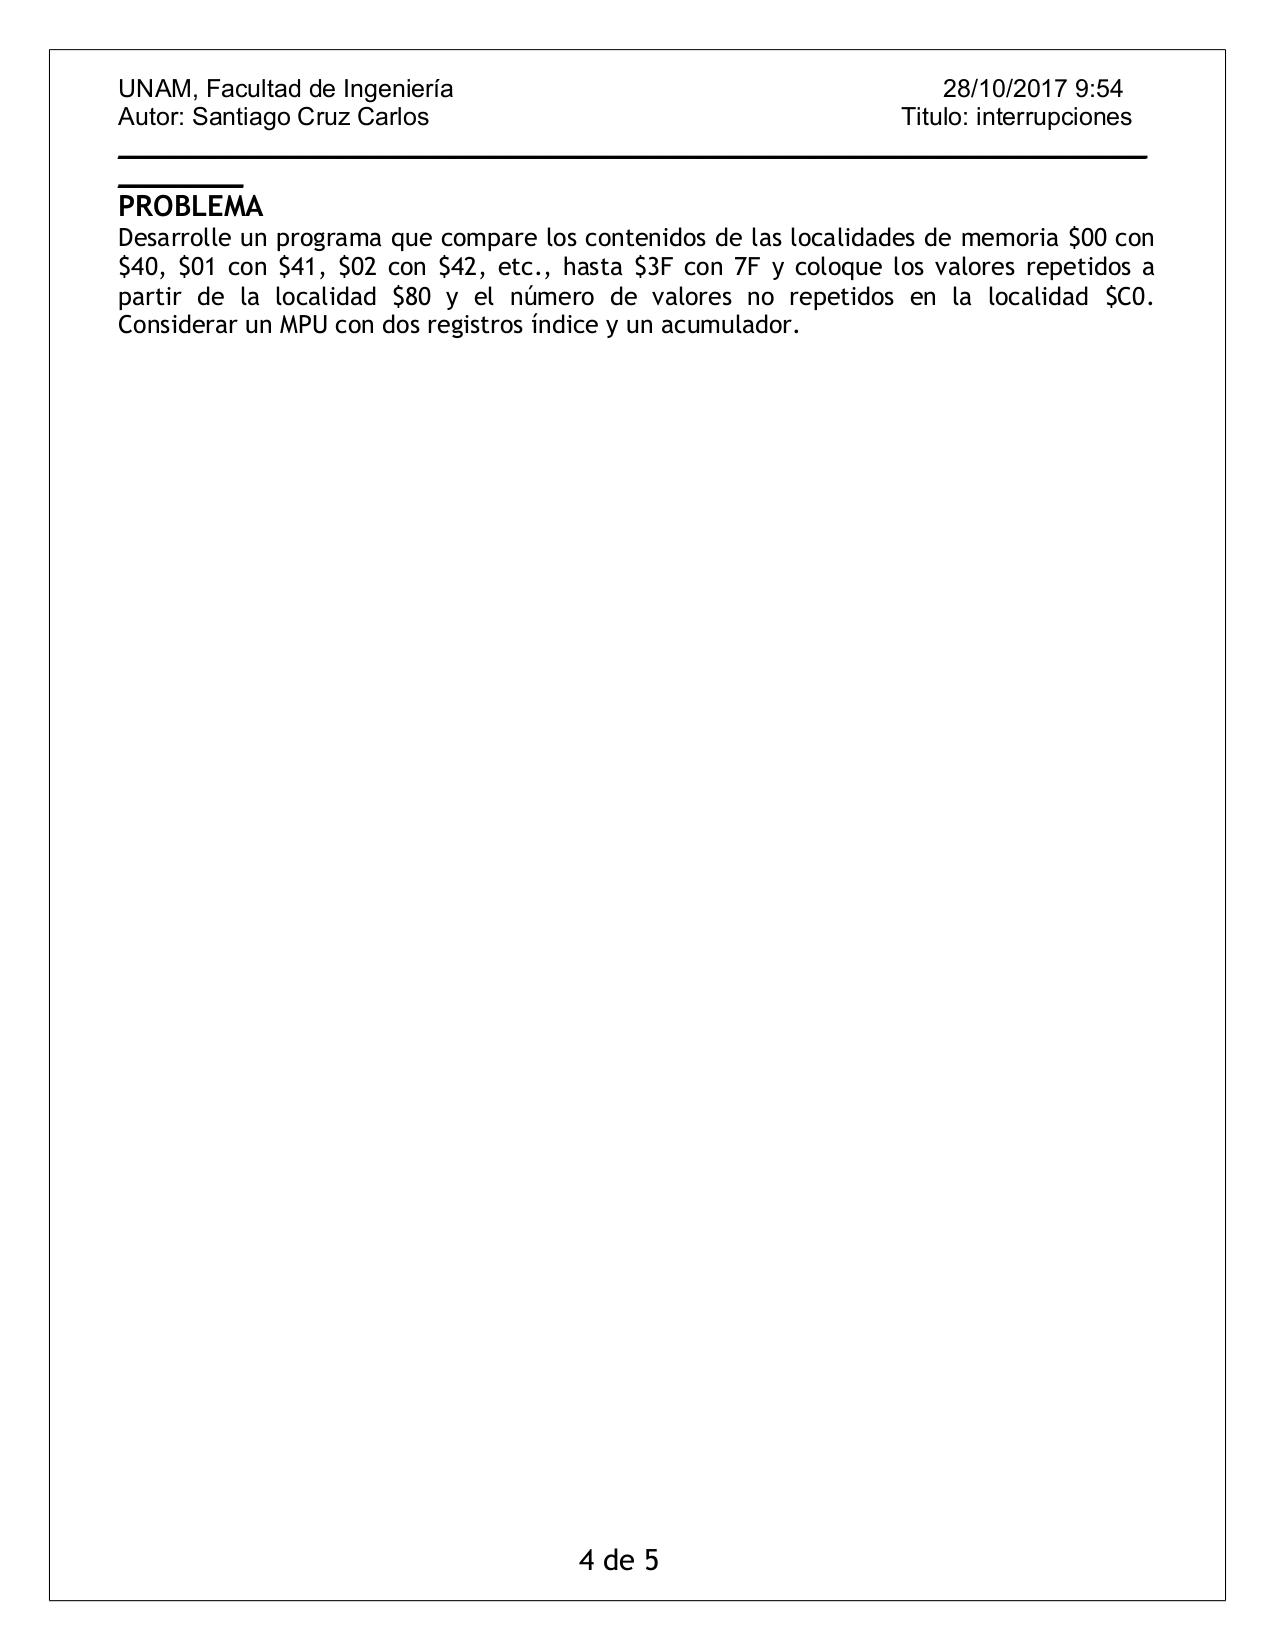 UNAM, Facultad de Ingeniería 28/10/2017 9:54
Autor: Santiago Cruz Carlos Titulo: interrupciones
PROBLEMA
Desarrolle un programa que compare los contenidos de las localidades de memoria $00 con
$40, $01 con $41, $02 con $42, etc., hasta $3F con 7F y coloque los valores repetidos a
partir de la localidad $80 y el número de valores no repetidos en la localidad $C0.
Considerar un MPU con dos registros índice y un acumulador.
4 de 5